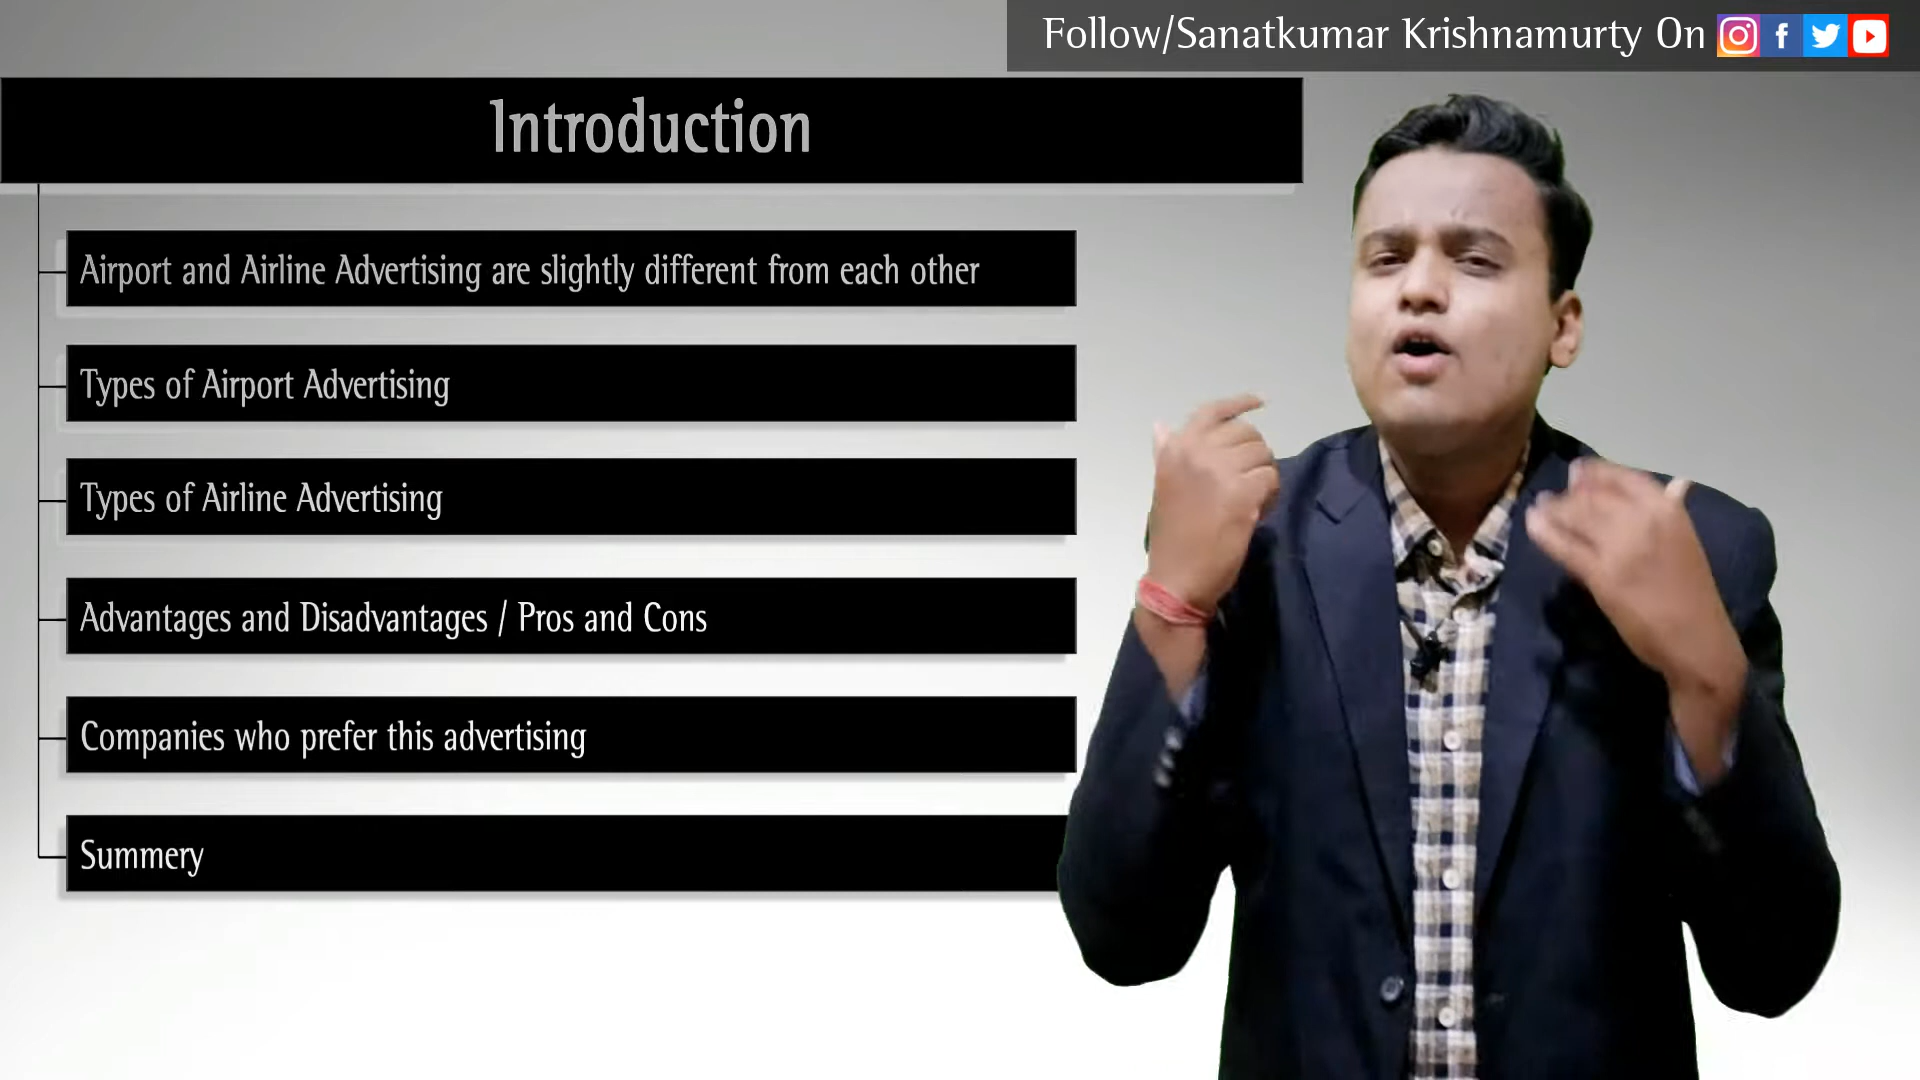 Follow/Sanatkumar Krishnamurty On
Introduction
Airport and Airline Advertising are slightly different from each other
Types of Airport Advertising
Types of Airline Advertising
Advantages and Disadvantages / Pros and Cons
Companies who prefer this advertising
Summery